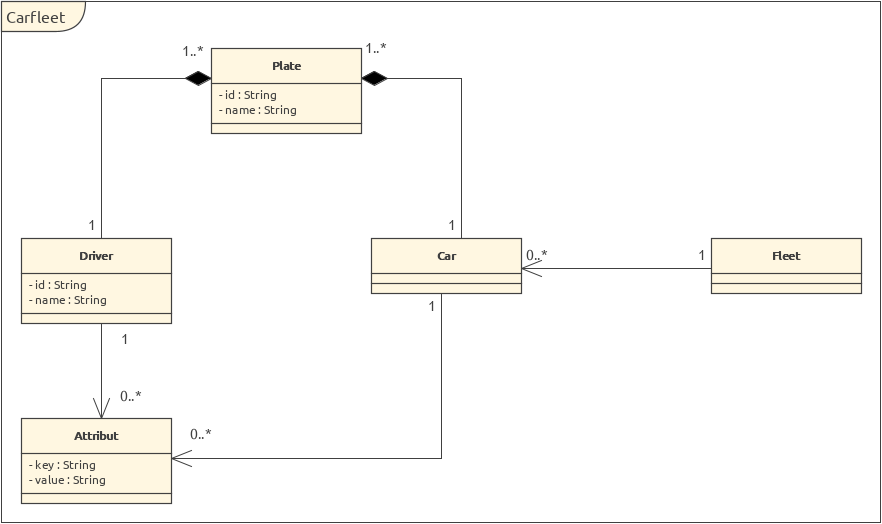 Carfleet
1..*
1..*
Plate
- id : String
- name : String
1
1
Driver
- id : String
- name : String
Car
0..*
1
Fleet
1
1
0..*
0..*
Attribut
- key : String
- value : String